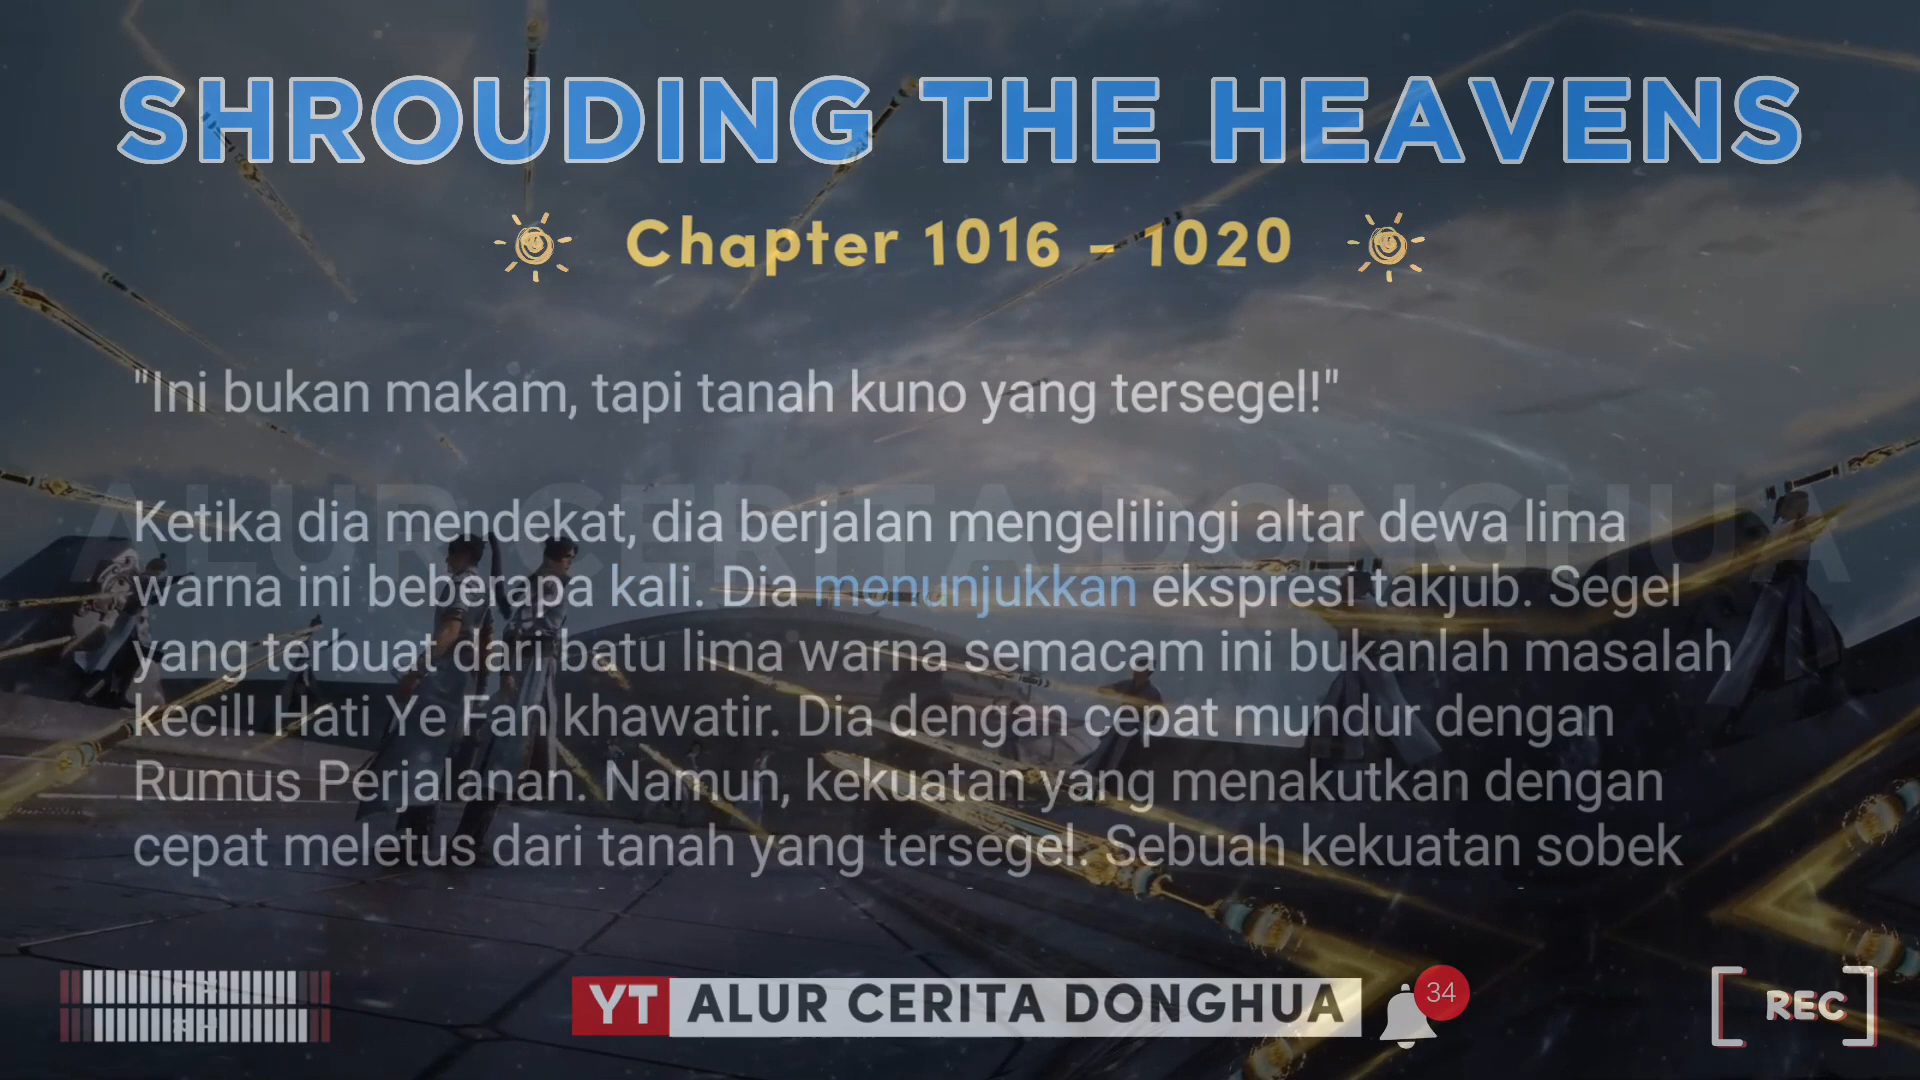 SHROUDING THE HEAVENS
Chapter 1016 - 1020
"Ini bukan makam, tapi tanah kuno yang tersegel!"
ALUR CERITA DONGHUA
Ketika dia mendekat, dia berjalan mengelilingi altar dewa lima
warna ini beberapa kali. Dia menunjukkan ekspresi takjub. Segel
yang terbuat dari batu lima warna semacam ini bukanlah masalah
kecil! Hati Ye Fan khawatir. Dia dengan cepat mundur dengan
Rumus Perjalanan. Namun, kekuatan yang menakutkan dengan
cepat meletus dari tanah yang tersegel. Sebuah kekuatan sobek
YT ALUR CERITA DONGHUA 34
REC